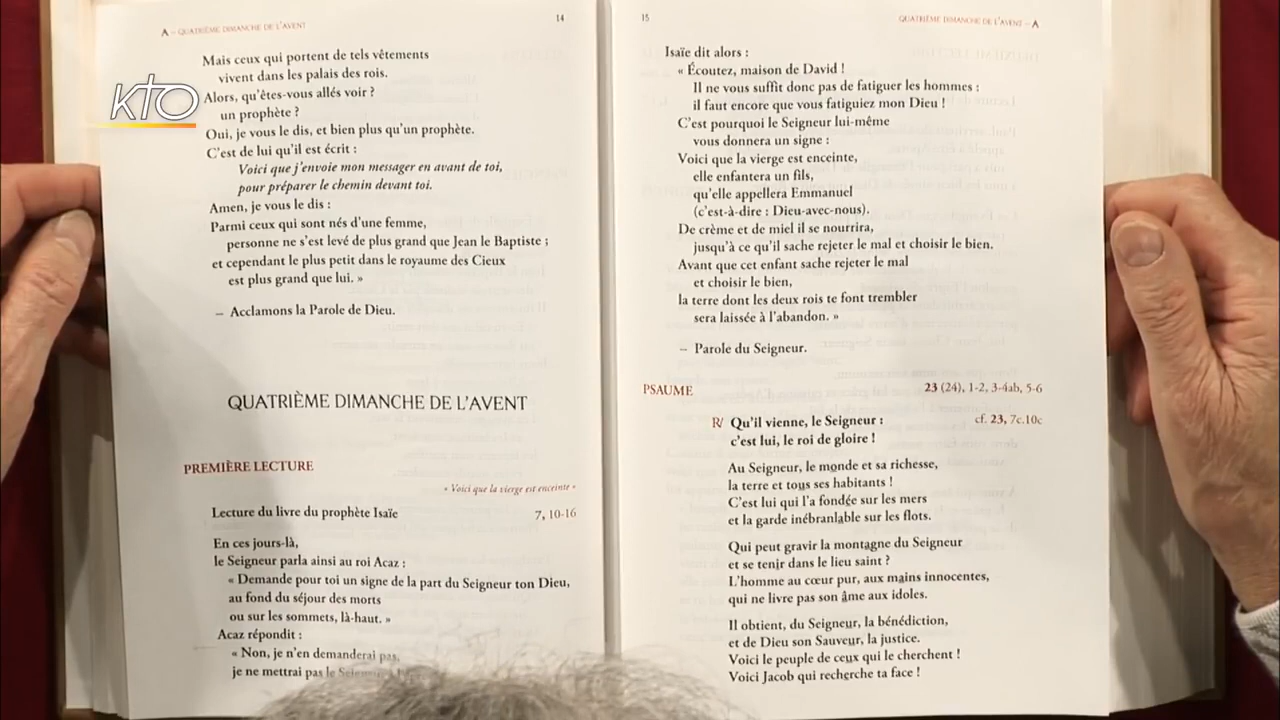 A – QUATRIÈME DIMANCHE DE L'AVENT
14
kto
Mais ceux qui portent de tels vêtements
vivent dans les palais des rois.
Alors, qu'êtes-vous allés voir ?
un prophète ?
Oui, je vous le dis, et bien plus qu'un prophète.
C'est de lui qu'il est écrit :
Voici que j'envoie mon messager en avant de toi,
pour préparer le chemin devant toi.
Amen, je vous le dis :
Parmi ceux qui sont nés d'une femme,
personne ne s'est levé de plus grand que Jean le Baptiste ;
et cependant le plus petit dans le royaume des Cieux
est plus grand que lui. »
– Acclamons la Parole de Dieu.
QUATRIÈME DIMANCHE DE L'AVENT
PREMIÈRE LECTURE
« Voici que la vierge est enceinte »
Lecture du livre du prophète Isaïe 7, 10-16
En ces jours-là,
le Seigneur parla ainsi au roi Acaz :
« Demande pour toi un signe de la part du Seigneur ton Dieu,
au fond du séjour des morts
ou sur les sommets, là-haut. »
Acaz répondit :
« Non, je n'en demanderai pas,
je ne mettrai pas le
15
QUATRIÈME DIMANCHE DE L'AVENT – A
Isaïe dit alors :
« Écoutez, maison de David !
Il ne vous suffit donc pas de fatiguer les hommes :
il faut encore que vous fatiguiez mon Dieu !
C'est pourquoi le Seigneur lui-même
vous donnera un signe :
Voici que la vierge est enceinte,
elle enfantera un fils,
qu'elle appellera Emmanuel
(c'est-à-dire : Dieu-avec-nous).
De crème et de miel il se nourrira,
jusqu'à ce qu'il sache rejeter le mal et choisir le bien.
Avant que cet enfant sache rejeter le mal
et choisir le bien,
la terre dont les deux rois te font trembler
sera laissée à l'abandon. »
– Parole du Seigneur.
PSAUME 23 (24), 1-2, 3-4ab, 5-6
R/ Qu'il vienne, le Seigneur : cf. 23, 7c.10c
c'est lui, le roi de gloire !
Au Seigneur, le monde et sa richesse,
la terre et tous ses habitants !
C'est lui qui l'a fondée sur les mers
et la garde inébranlable sur les flots.
Qui peut gravir la montagne du Seigneur
et se tenir dans le lieu saint ?
L'homme au cœur pur, aux mains innocentes,
qui ne livre pas son âme aux idoles.
Il obtient, du Seigneur, la bénédiction,
et de Dieu son Sauveur, la justice.
Voici le peuple de ceux qui le cherchent !
Voici Jacob qui recherche ta face !